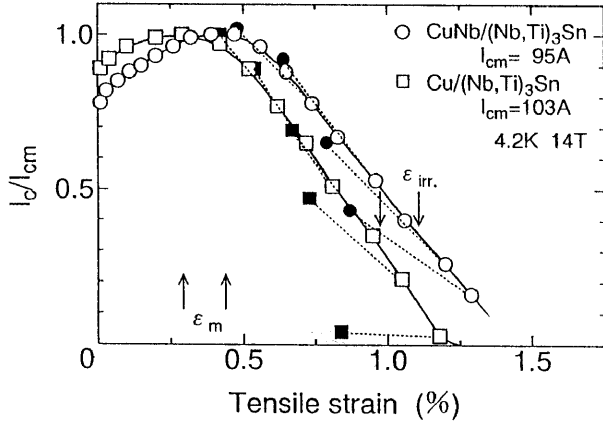 1.0
0.5
0
0.5
1.0
1.5
I_c/I_cm
Tensile strain (%)
CuNb/(Nb,Ti)₃Sn
I_cm= 95A
Cu/(Nb,Ti)₃Sn
I_cm=103A
4.2K 14T
ε_irr.
ε_m